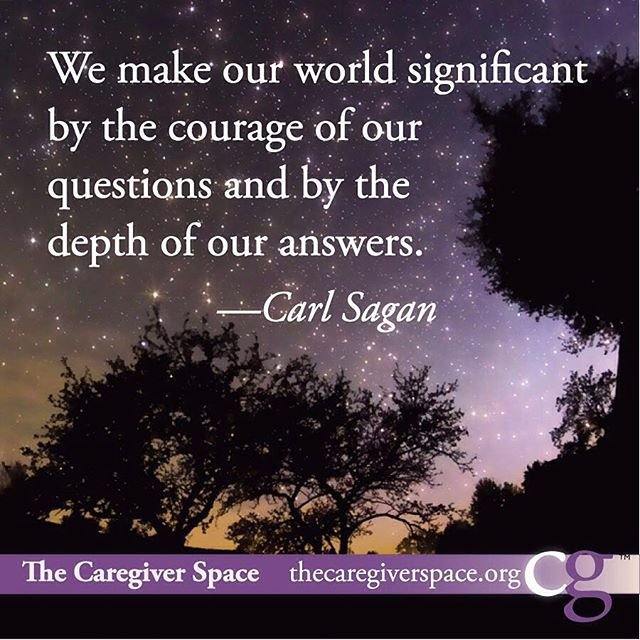 We make our world significant
by the courage of our
questions and by the
depth of our answers.
—Carl Sagan
The Caregiver Space thecaregiverspace.org cg™